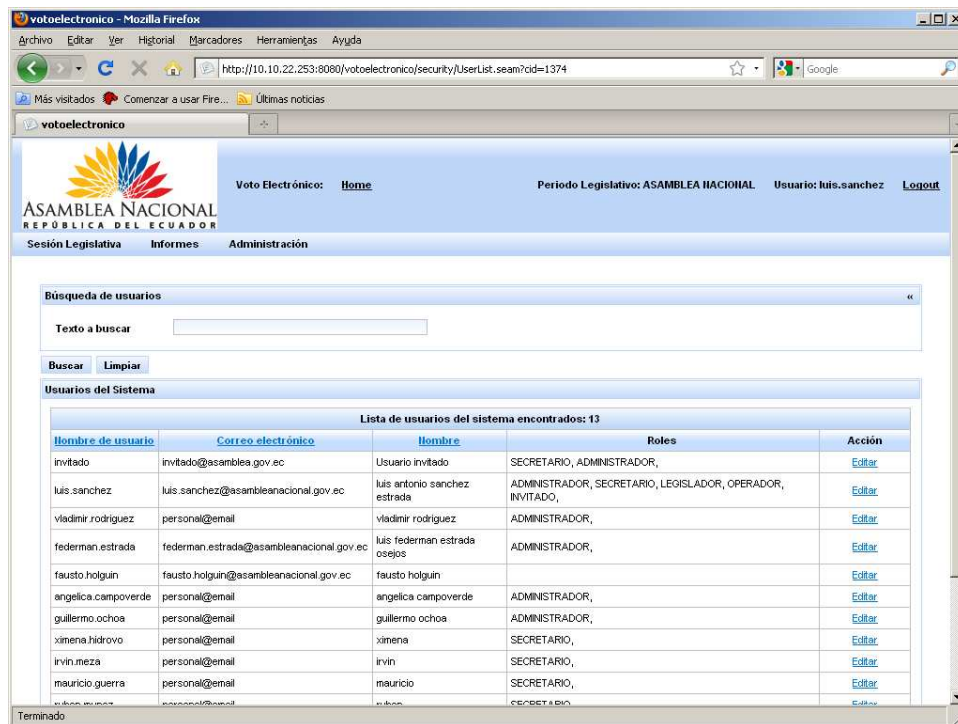 votoelectronico - Mozilla Firefox
Archivo Editar Ver Historial Marcadores Herramientas Ayuda
http://10.10.22.253:8080/votoelectronico/security/UserList.seam?cid=1374
Google
Más visitados Comenzar a usar Fire... Últimas noticias
votoelectronico
ASAMBLEA NACIONAL
REPÚBLICA DEL ECUADOR
Voto Electrónico: Home Periodo Legislativo: ASAMBLEA NACIONAL Usuario: luis.sanchez Logout
Sesión Legislativa Informes Administración
Búsqueda de usuarios «
Texto a buscar
Buscar Limpiar
Usuarios del Sistema
Lista de usuarios del sistema encontrados: 13
Nombre de usuario Correo electrónico Nombre Roles Acción
invitado invitado@asamblea.gov.ec Usuario invitado SECRETARIO, ADMINISTRADOR, Editar
luis.sanchez luis.sanchez@asambleanacional.gov.ec luis antonio sanchez estrada ADMINISTRADOR, SECRETARIO, LEGISLADOR, OPERADOR, INVITADO, Editar
vladimir.rodriguez personal@email vladimir rodriguez ADMINISTRADOR, Editar
federman.estrada federman.estrada@asambleanacional.gov.ec luis federman estrada osejos ADMINISTRADOR, Editar
fausto.holguin fausto.holguin@asambleanacional.gov.ec fausto holguin Editar
angelica.campoverde personal@email angelica campoverde ADMINISTRADOR, Editar
guillermo.ochoa personal@email guillermo ochoa ADMINISTRADOR, Editar
ximena.hidrovo personal@email ximena SECRETARIO, Editar
irvin.meza personal@email irvin SECRETARIO, Editar
mauricio.guerra personal@email mauricio SECRETARIO, Editar
Terminado